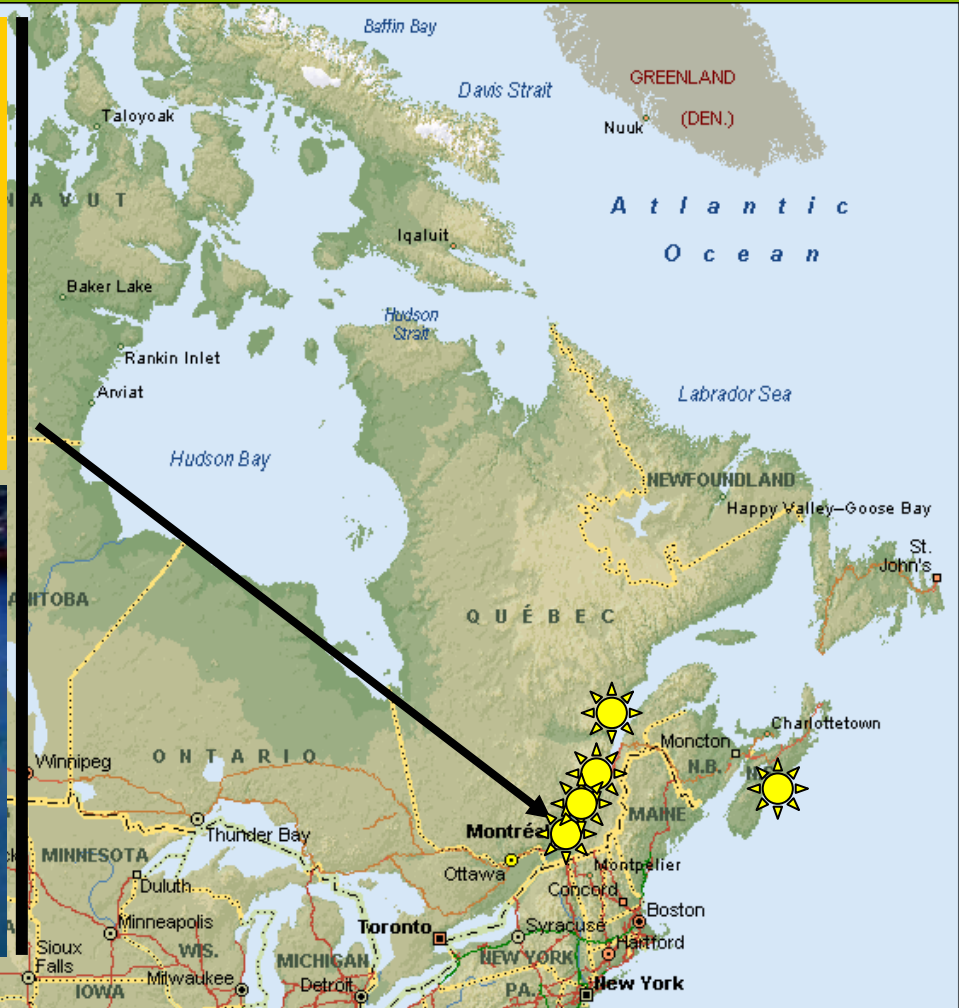 Baffin Bay
GREENLAND
Davis Strait
(DEN.)
Taloyoak
Nuuk
N A V U T
Atlantic
Ocean
Iqaluit
Baker Lake
Hudson
Strait
Rankin Inlet
Arviat
Labrador Sea
Hudson Bay
NEWFOUNDLAND
Happy Valley–Goose Bay
St.
John's
QUÉBEC
Charlottetown
Moncton
N.B.
ONTARIO
Winnipeg
MAINE
Thunder Bay
MINNESOTA
Ottawa
Montpelier
Duluth
Concord
Boston
Minneapolis
Toronto
Syracuse
Hartford
Sioux
Falls
WIS.
MICHIGAN
NEW YORK
Milwaukee
Detroit
New York
IOWA
PA.